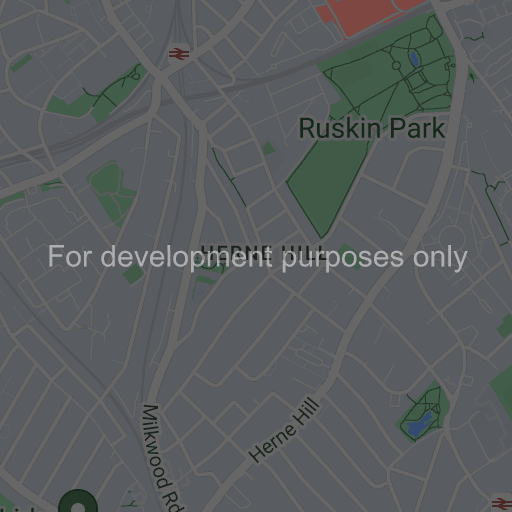 Ruskin Park
HERNE HILL
For development purposes only
Herne Hill
Milkwood Rd